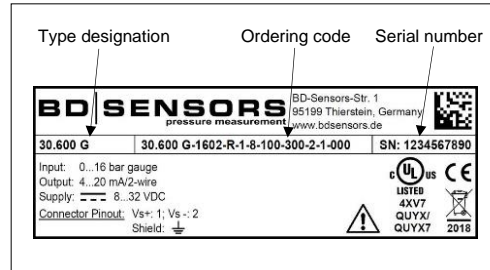 Type designation Ordering code Serial number
BD SENSORS
pressure measurement
BD-Sensors-Str. 1
95199 Thierstein, Germany
www.bdsensors.de
30.600 G 30.600 G-1602-R-1-8-100-300-2-1-000 SN: 1234567890
Input: 0...16 bar gauge
Output: 4...20 mA/2-wire
Supply: 8...32 VDC
Connector Pinout: Vs+: 1; Vs -: 2
Shield:
c UL us CE
LISTED
4XV7
QUYX/
QUYX7 2018